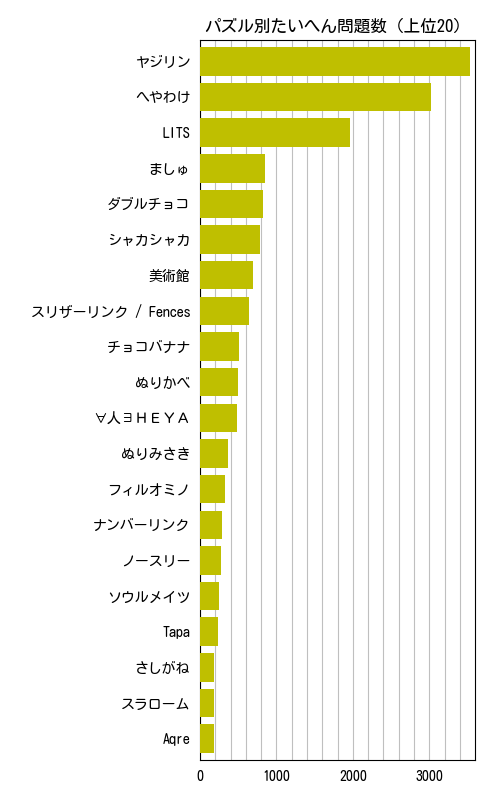 パズル別たいへん問題数 (上位20)
ヤジリン
へやわけ
LITS
ましゅ
ダブルチョコ
シャカシャカ
美術館
スリザーリンク / Fences
チョコバナナ
ぬりかべ
∀人∃ＨＥＹＡ
ぬりみさき
フィルオミノ
ナンバーリンク
ノースリー
ソウルメイツ
Tapa
さしがね
スラローム
Aqre
0 1000 2000 3000